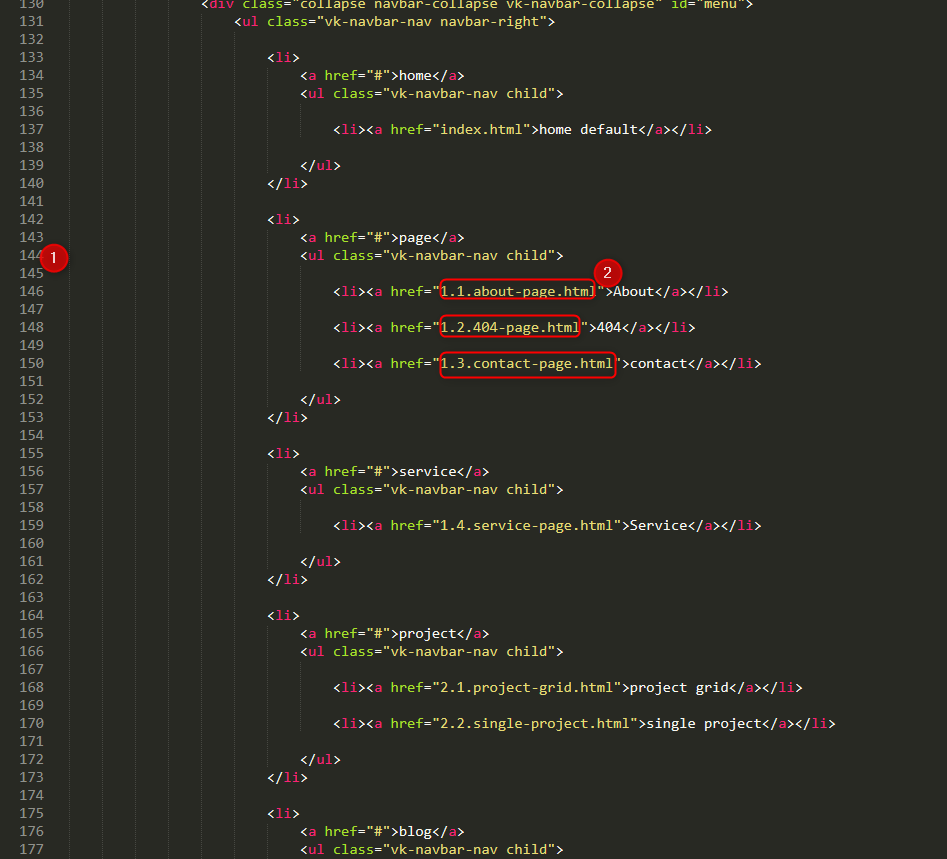 130 <div class="collapse navbar-collapse vk-navbar-collapse" id="menu">
131 <ul class="vk-navbar-nav navbar-right">
132
133 <li>
134 <a href="#">home</a>
135 <ul class="vk-navbar-nav child">
136
137 <li><a href="index.html">home default</a></li>
138
139 </ul>
140 </li>
141
142 <li>
143 <a href="#">page</a>
144 1 <ul class="vk-navbar-nav child">
145 2
146 <li><a href="1.1.about-page.html">About</a></li>
147
148 <li><a href="1.2.404-page.html">404</a></li>
149
150 <li><a href="1.3.contact-page.html">contact</a></li>
151
152 </ul>
153 </li>
154
155 <li>
156 <a href="#">service</a>
157 <ul class="vk-navbar-nav child">
158
159 <li><a href="1.4.service-page.html">Service</a></li>
160
161 </ul>
162 </li>
163
164 <li>
165 <a href="#">project</a>
166 <ul class="vk-navbar-nav child">
167
168 <li><a href="2.1.project-grid.html">project grid</a></li>
169
170 <li><a href="2.2.single-project.html">single project</a></li>
171
172 </ul>
173 </li>
174
175 <li>
176 <a href="#">blog</a>
177 <ul class="vk-navbar-nav child">